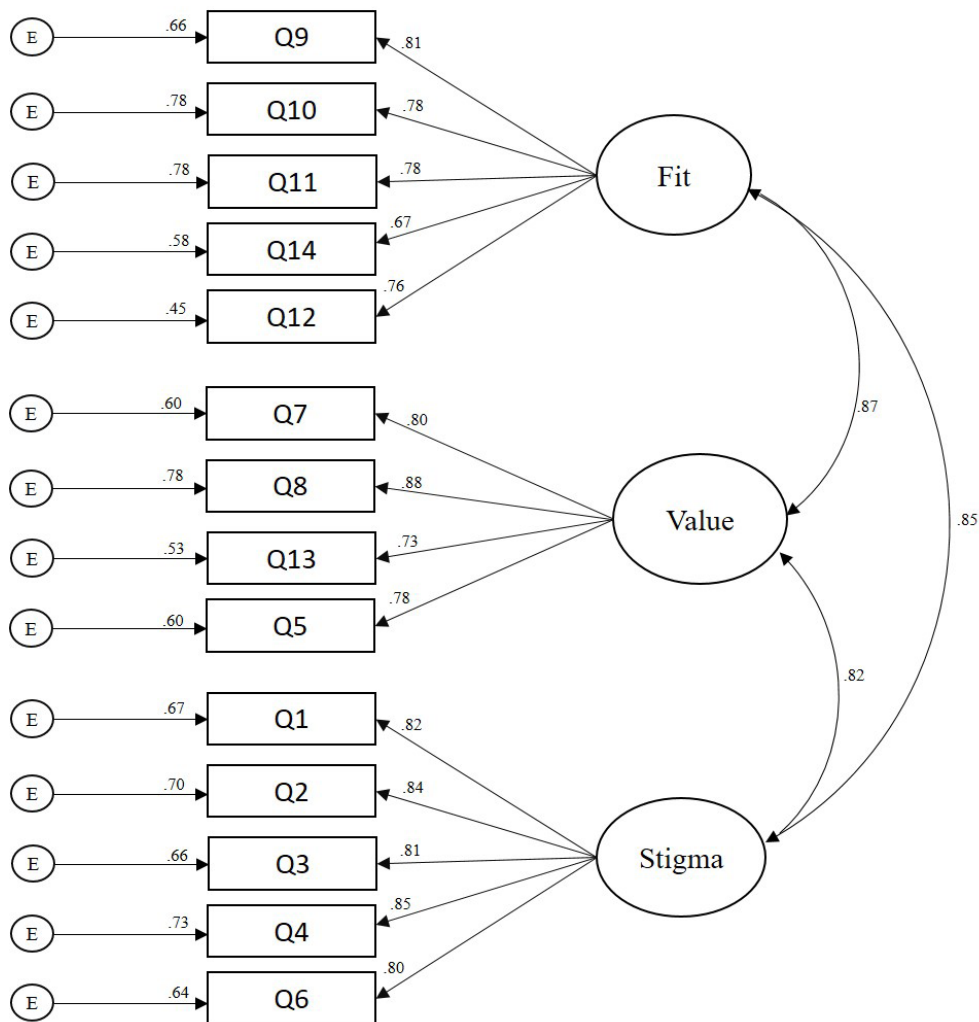 E .66 Q9 .81
E .78 Q10 .78
E .78 Q11 .78
Fit
E .58 Q14 .67
E .45 Q12 .76
.87
E .60 Q7 .80
E .78 Q8 .88
Value
.85
E .53 Q13 .73
E .60 Q5 .78
.82
E .67 Q1 .82
E .70 Q2 .84
E .66 Q3 .81
Stigma
E .73 Q4 .85
E .64 Q6 .80